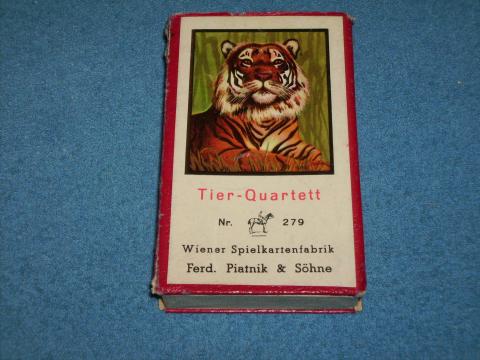 Tier-Quartett
Nr. 279
Wiener Spielkartenfabrik
Ferd. Piatnik & Söhne